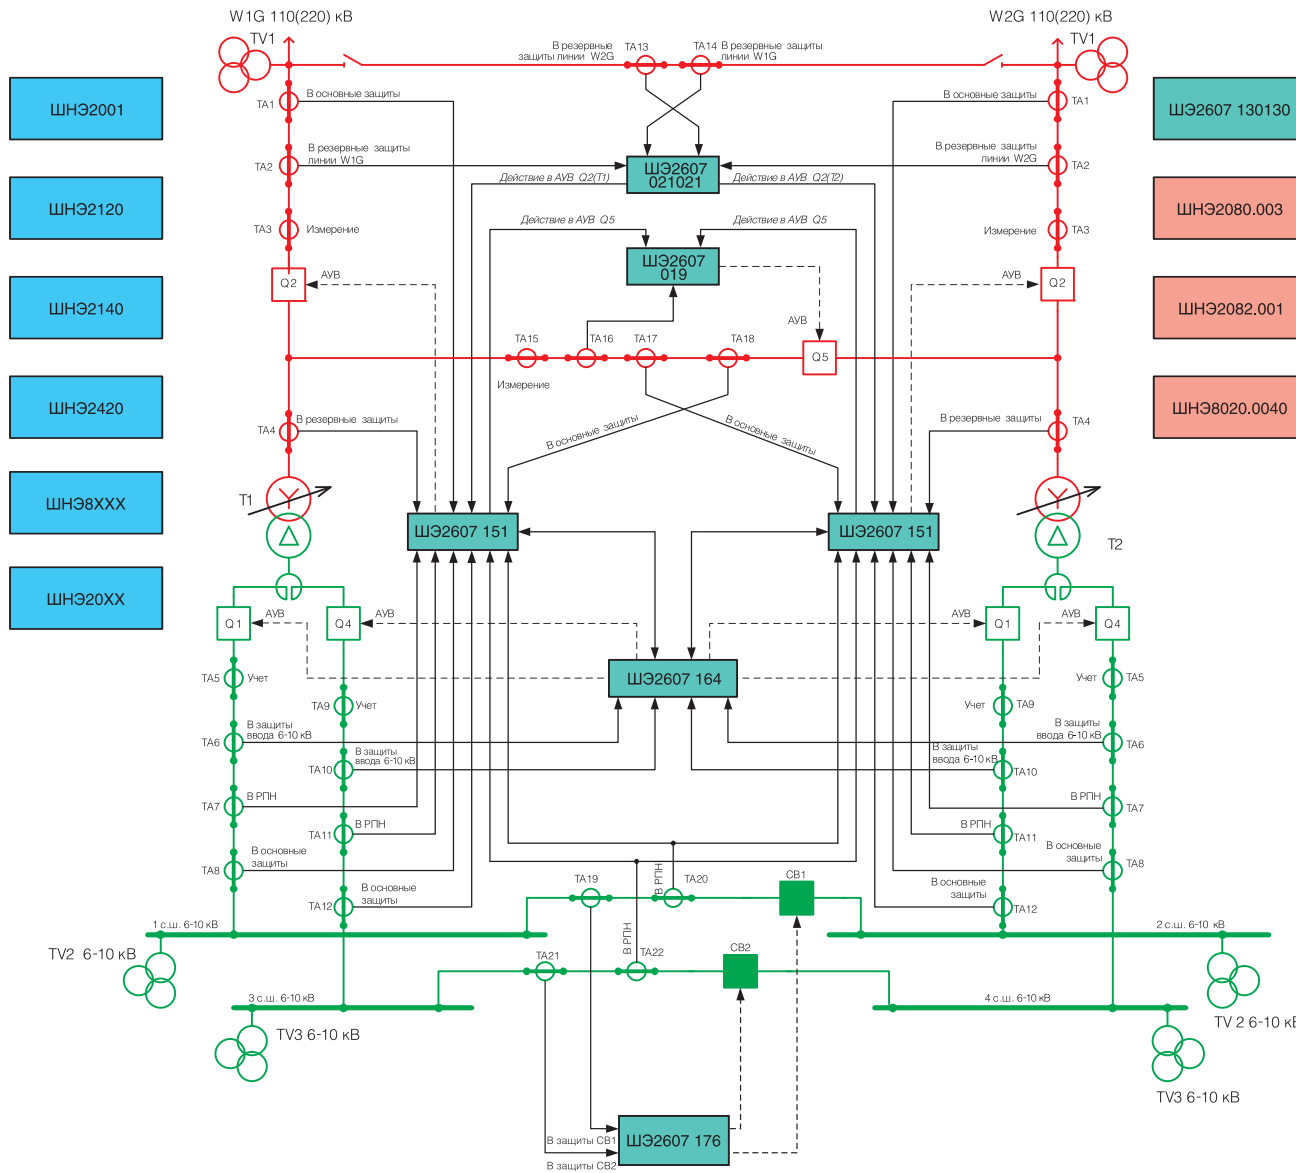 W1G 110(220) кВ
W2G 110(220) кВ
TV1
В резервные
защиты линии W2G
TA13
TA14
В резервные защиты
линии W1G
TV1
ШНЭ2001
TA1
В основные защиты
В основные защиты
TA1
ШЭ2607 130130
TA2
В резервные защиты
линии W1G
ШЭ2607
021021
В резервные защиты
линии W2G
TA2
Действие в АУВ Q2(T1)
Действие в АУВ Q2(T2)
ШНЭ2120
ШНЭ2080.003
TA3
Измерение
Действие в АУВ Q5
Действие в АУВ Q5
Измерение
TA3
ШЭ2607
019
Q2
АУВ
АУВ
Q2
ШНЭ2140
ШНЭ2082.001
АУВ
TA15
TA16
TA17
TA18
Q5
Измерение
ШНЭ2420
ШНЭ8020.0040
TA4
В резервные защиты
В основные защиты
В основные защиты
В резервные защиты
TA4
ШНЭ8XXX
T1
ШЭ2607 151
ШЭ2607 151
T2
ШНЭ20XX
Q1
АУВ
Q4
АУВ
АУВ
Q1
АУВ
Q4
TA5
Учет
ШЭ2607 164
Учет
TA5
TA9
Учет
Учет
TA9
TA6
В защиты
ввода 6-10 кВ
В защиты
ввода 6-10 кВ
TA6
TA10
В защиты
ввода 6-10 кВ
В защиты
ввода 6-10 кВ
TA10
TA7
В РПН
В РПН
TA7
TA11
В РПН
В РПН
TA11
TA8
В основные
защиты
В основные
защиты
TA8
TA12
В основные
защиты
В основные
защиты
TA12
TA19
В РПН
TA20
СВ1
1 с.ш. 6-10 кВ
2 с.ш. 6-10 кВ
TV2 6-10 кВ
TA21
В РПН
TA22
СВ2
3 с.ш. 6-10 кВ
4 с.ш. 6-10 кВ
TV3 6-10 кВ
TV 2 6-10 кВ
TV3 6-10 кВ
В защиты СВ1
ШЭ2607 176
В защиты СВ2